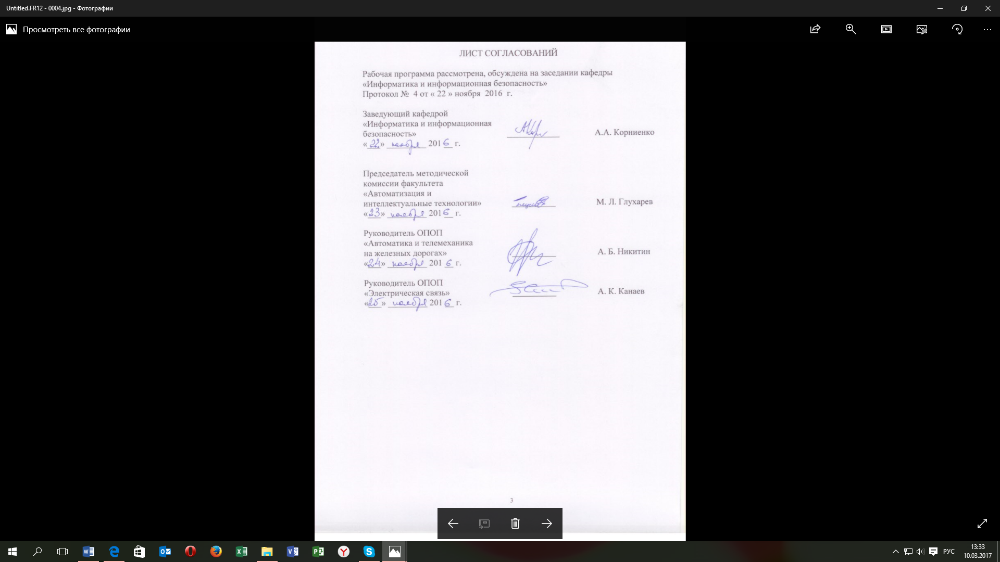 Untitled.FR12 - 0004.jpg - Фотографии
Просмотреть все фотографии
ЛИСТ СОГЛАСОВАНИЙ
Рабочая программа рассмотрена, обсуждена на заседании кафедры
«Информатика и информационная безопасность»
Протокол № 4 от « 22 » ноября 2016 г.
Заведующий кафедрой
«Информатика и информационная
безопасность»
А.А. Корниенко
«22» ноября 2016 г.
Председатель методической
комиссии факультета
«Автоматизация и
интеллектуальные технологии»
М. Л. Глухарев
«23» ноября 2016 г.
Руководитель ОПОП
«Автоматика и телемеханика
на железных дорогах»
А. Б. Никитин
«24» ноября 2016 г.
Руководитель ОПОП
«Электрическая связь»
А. К. Канаев
«25» ноября 2016 г.
3
РУС
13:33
10.03.2017